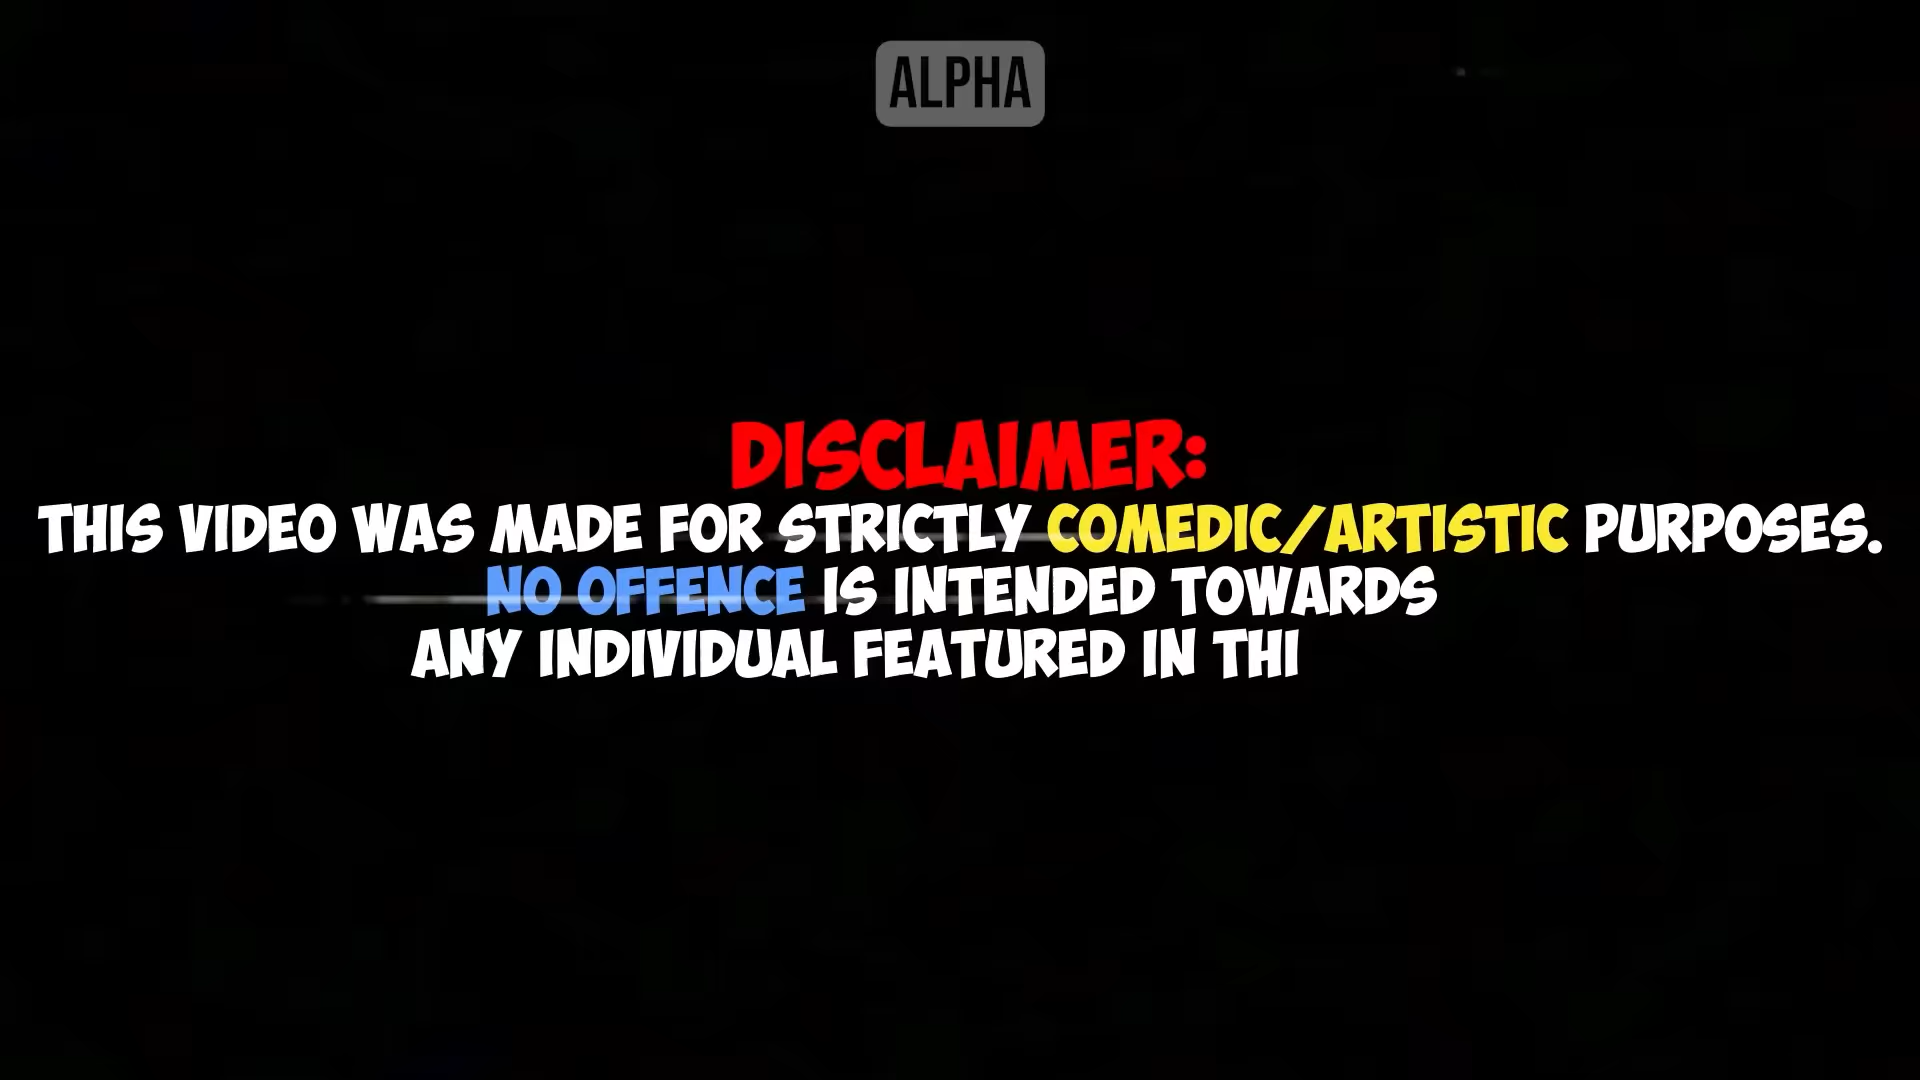 ALPHA
DISCLAIMER:
THIS VIDEO WAS MADE FOR STRICTLY COMEDIC/ARTISTIC PURPOSES.
NO OFFENCE IS INTENDED TOWARDS
ANY INDIVIDUAL FEATURED IN THI